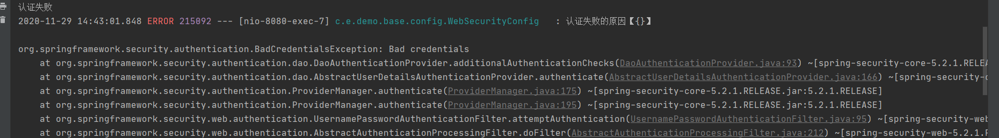 认证失败
2020-11-29 14:43:01.848 ERROR 215092 --- [nio-8080-exec-7] c.e.demo.base.config.WebSecurityConfig   : 认证失败的原因【{}】
org.springframework.security.authentication.BadCredentialsException: Bad credentials
at org.springframework.security.authentication.dao.DaoAuthenticationProvider.additionalAuthenticationChecks(DaoAuthenticationProvider.java:93) ~[spring-security-core-5.2.1.RELEA
at org.springframework.security.authentication.dao.AbstractUserDetailsAuthenticationProvider.authenticate(AbstractUserDetailsAuthenticationProvider.java:166) ~[spring-security-c
at org.springframework.security.authentication.ProviderManager.authenticate(ProviderManager.java:175) ~[spring-security-core-5.2.1.RELEASE.jar:5.2.1.RELEASE]
at org.springframework.security.authentication.ProviderManager.authenticate(ProviderManager.java:195) ~[spring-security-core-5.2.1.RELEASE.jar:5.2.1.RELEASE]
at org.springframework.security.web.authentication.UsernamePasswordAuthenticationFilter.attemptAuthentication(UsernamePasswordAuthenticationFilter.java:95) ~[spring-security-web
at org.springframework.security.web.authentication.AbstractAuthenticationProcessingFilter.doFilter(AbstractAuthenticationProcessingFilter.java:212) ~[spring-security-web-5.2.1.R